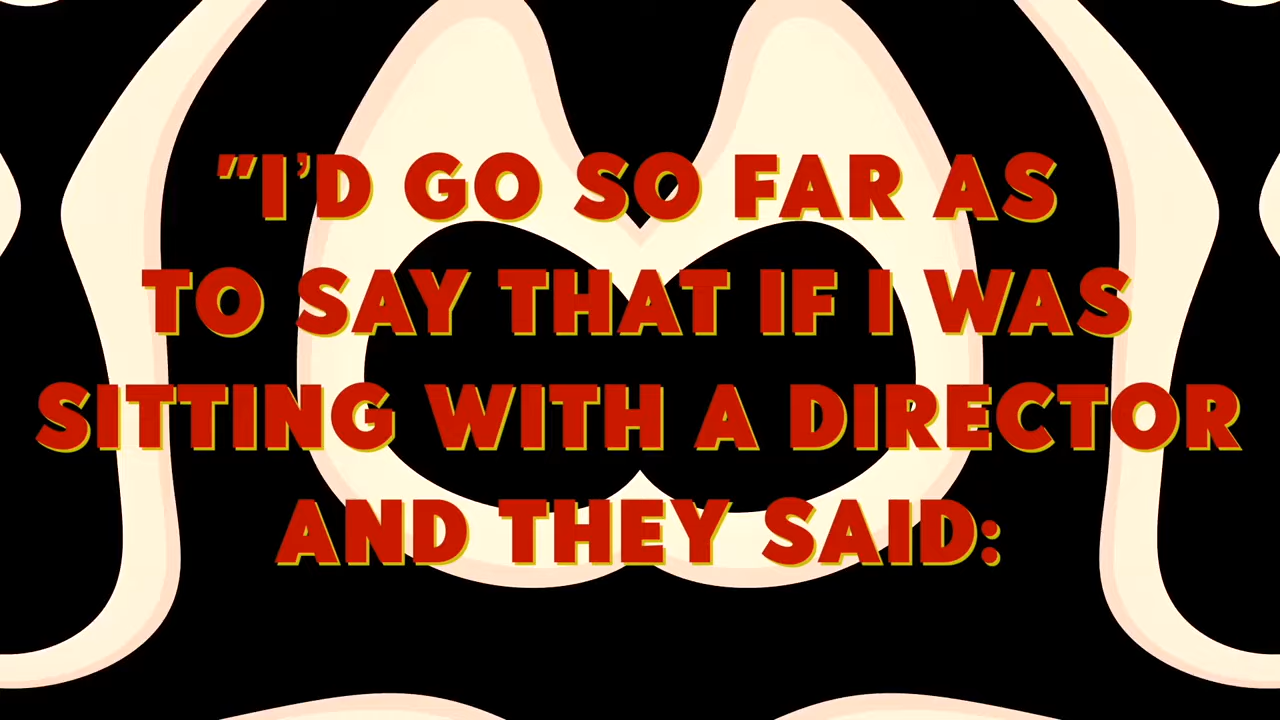 "I'D GO SO FAR AS
TO SAY THAT IF I WAS
SITTING WITH A DIRECTOR
AND THEY SAID: